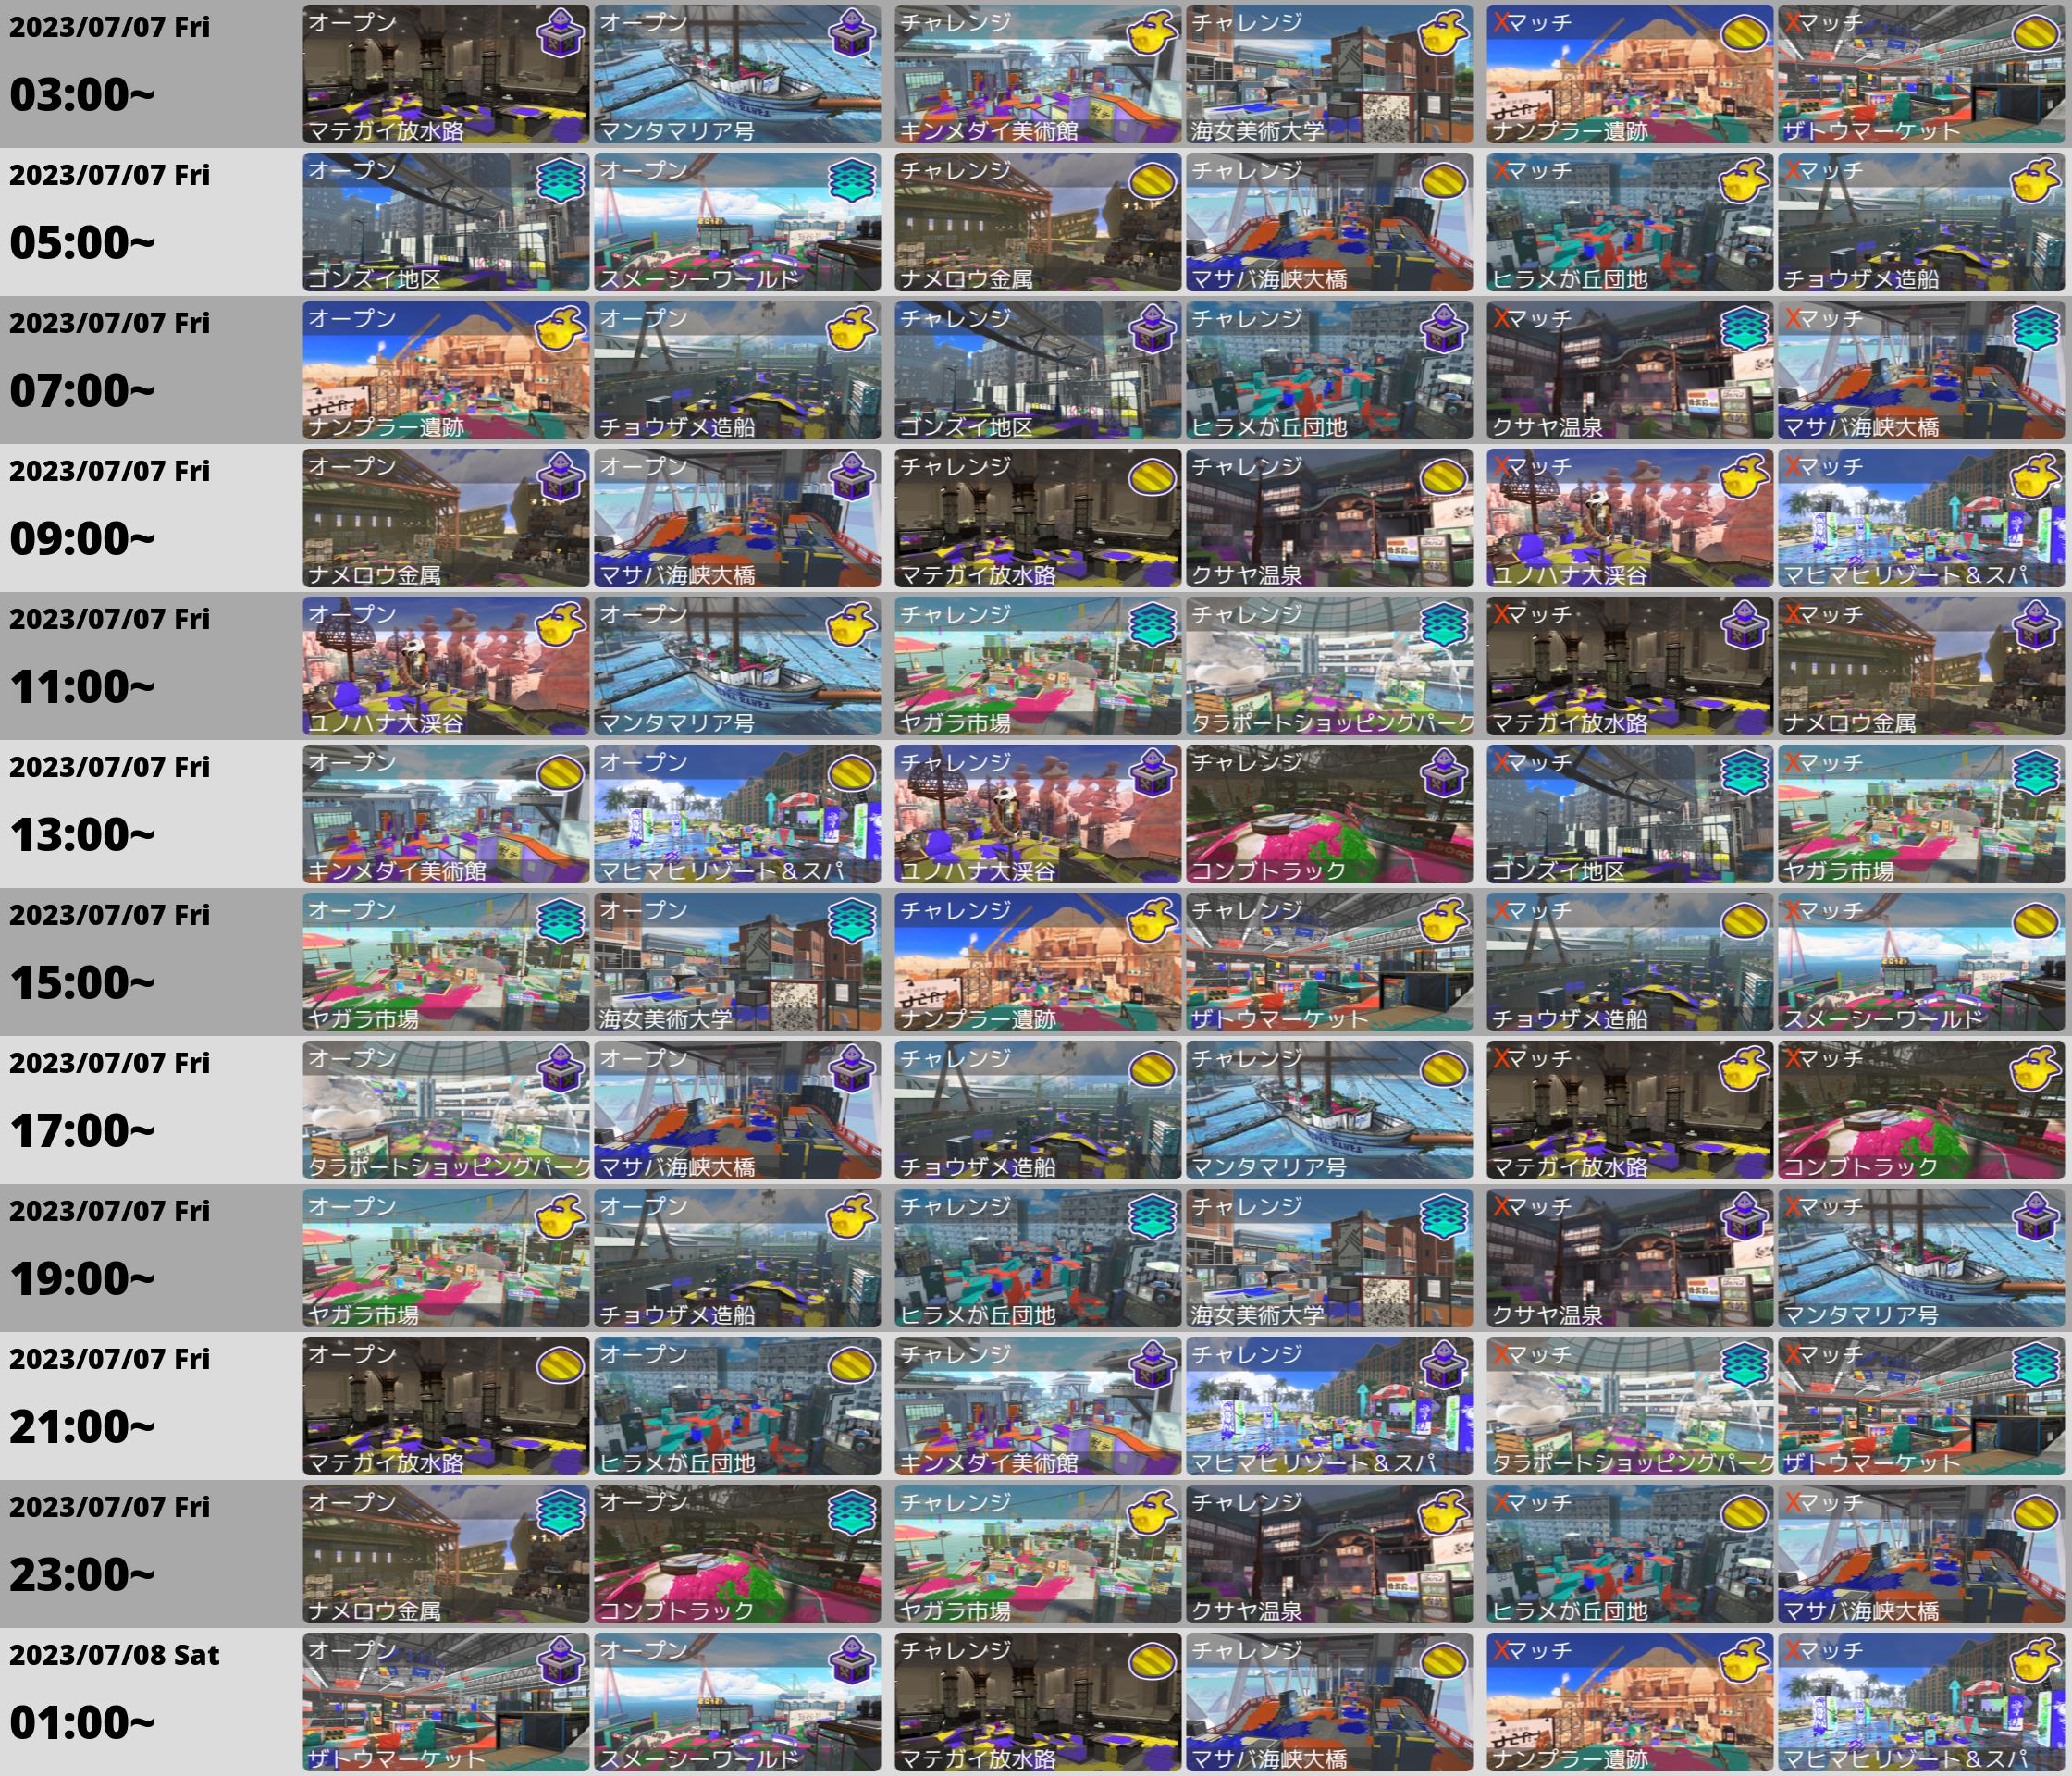 2023/07/07 Fri
03:00~
オープン
マテガイ放水路
オープン
マンタマリア号
チャレンジ
キンメダイ美術館
チャレンジ
海女美術大学
Xマッチ
ナンプラー遺跡
Xマッチ
ザトウマーケット
2023/07/07 Fri
05:00~
オープン
ゴンズイ地区
オープン
スメーシーワールド
チャレンジ
ナメロウ金属
チャレンジ
マサバ海峡大橋
Xマッチ
ヒラメが丘団地
Xマッチ
チョウザメ造船
2023/07/07 Fri
07:00~
オープン
ナンプラー遺跡
オープン
チョウザメ造船
チャレンジ
ゴンズイ地区
チャレンジ
ヒラメが丘団地
Xマッチ
クサヤ温泉
Xマッチ
マサバ海峡大橋
2023/07/07 Fri
09:00~
オープン
ナメロウ金属
オープン
マサバ海峡大橋
チャレンジ
マテガイ放水路
チャレンジ
クサヤ温泉
Xマッチ
ユノハナ大渓谷
Xマッチ
マヒマヒリゾート＆スパ
2023/07/07 Fri
11:00~
オープン
ユノハナ大渓谷
オープン
マンタマリア号
チャレンジ
ヤガラ市場
チャレンジ
タラポートショッピングパーク
Xマッチ
マテガイ放水路
Xマッチ
ナメロウ金属
2023/07/07 Fri
13:00~
オープン
キンメダイ美術館
オープン
マヒマヒリゾート＆スパ
チャレンジ
ユノハナ大渓谷
チャレンジ
コンブトラック
Xマッチ
ゴンズイ地区
Xマッチ
ヤガラ市場
2023/07/07 Fri
15:00~
オープン
ヤガラ市場
オープン
海女美術大学
チャレンジ
ナンプラー遺跡
チャレンジ
ザトウマーケット
Xマッチ
チョウザメ造船
Xマッチ
スメーシーワールド
2023/07/07 Fri
17:00~
オープン
タラポートショッピングパーク
オープン
マサバ海峡大橋
チャレンジ
チョウザメ造船
チャレンジ
マンタマリア号
Xマッチ
マテガイ放水路
Xマッチ
コンブトラック
2023/07/07 Fri
19:00~
オープン
ヤガラ市場
オープン
チョウザメ造船
チャレンジ
ヒラメが丘団地
チャレンジ
海女美術大学
Xマッチ
クサヤ温泉
Xマッチ
マンタマリア号
2023/07/07 Fri
21:00~
オープン
マテガイ放水路
オープン
ヒラメが丘団地
チャレンジ
キンメダイ美術館
チャレンジ
マヒマヒリゾート＆スパ
Xマッチ
タラポートショッピングパーク
Xマッチ
ザトウマーケット
2023/07/07 Fri
23:00~
オープン
ナメロウ金属
オープン
コンブトラック
チャレンジ
ヤガラ市場
チャレンジ
クサヤ温泉
Xマッチ
ヒラメが丘団地
Xマッチ
マサバ海峡大橋
2023/07/08 Sat
01:00~
オープン
ザトウマーケット
オープン
スメーシーワールド
チャレンジ
マテガイ放水路
チャレンジ
マサバ海峡大橋
Xマッチ
ナンプラー遺跡
Xマッチ
マヒマヒリゾート＆スパ